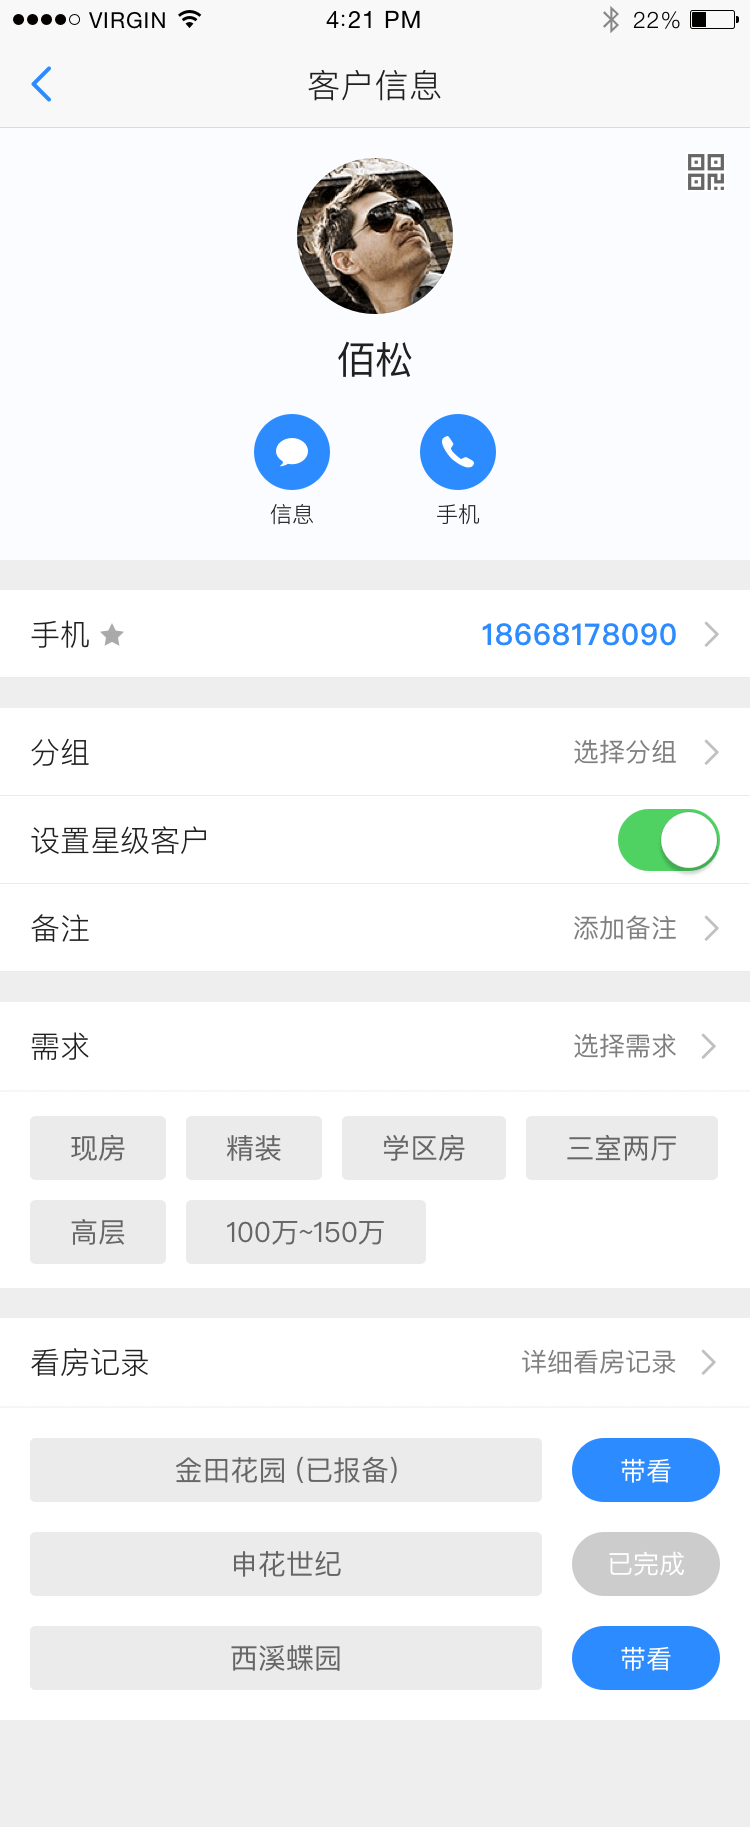 VIRGIN 4:21 PM 22%
客户信息
佰松
信息 手机
手机 18668178090
分组 选择分组
设置星级客户
备注 添加备注
需求 选择需求
现房 精装 学区房 三室两厅
高层 100万~150万
看房记录 详细看房记录
金田花园 (已报备) 带看
申花世纪 已完成
西溪蝶园 带看